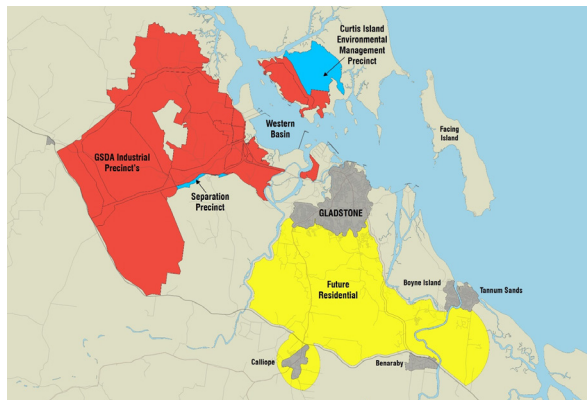 Curtis Island
Environmental
Management
Precinct
Western
Basin
Facing
Island
GSDA Industrial
Precinct's
Separation
Precinct
GLADSTONE
Future
Residential
Boyne Island
Tannum Sands
Calliope
Benaraby